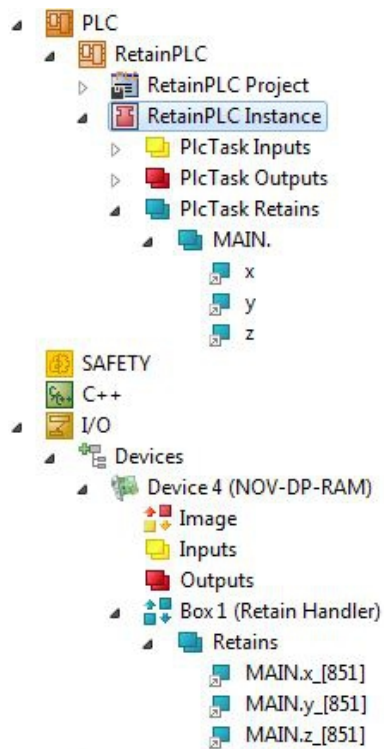 PLC
RetainPLC
RetainPLC Project
RetainPLC Instance
PlcTask Inputs
PlcTask Outputs
PlcTask Retains
MAIN.
x
y
z
SAFETY
C++
I/O
Devices
Device 4 (NOV-DP-RAM)
Image
Inputs
Outputs
Box 1 (Retain Handler)
Retains
MAIN.x_[851]
MAIN.y_[851]
MAIN.z_[851]